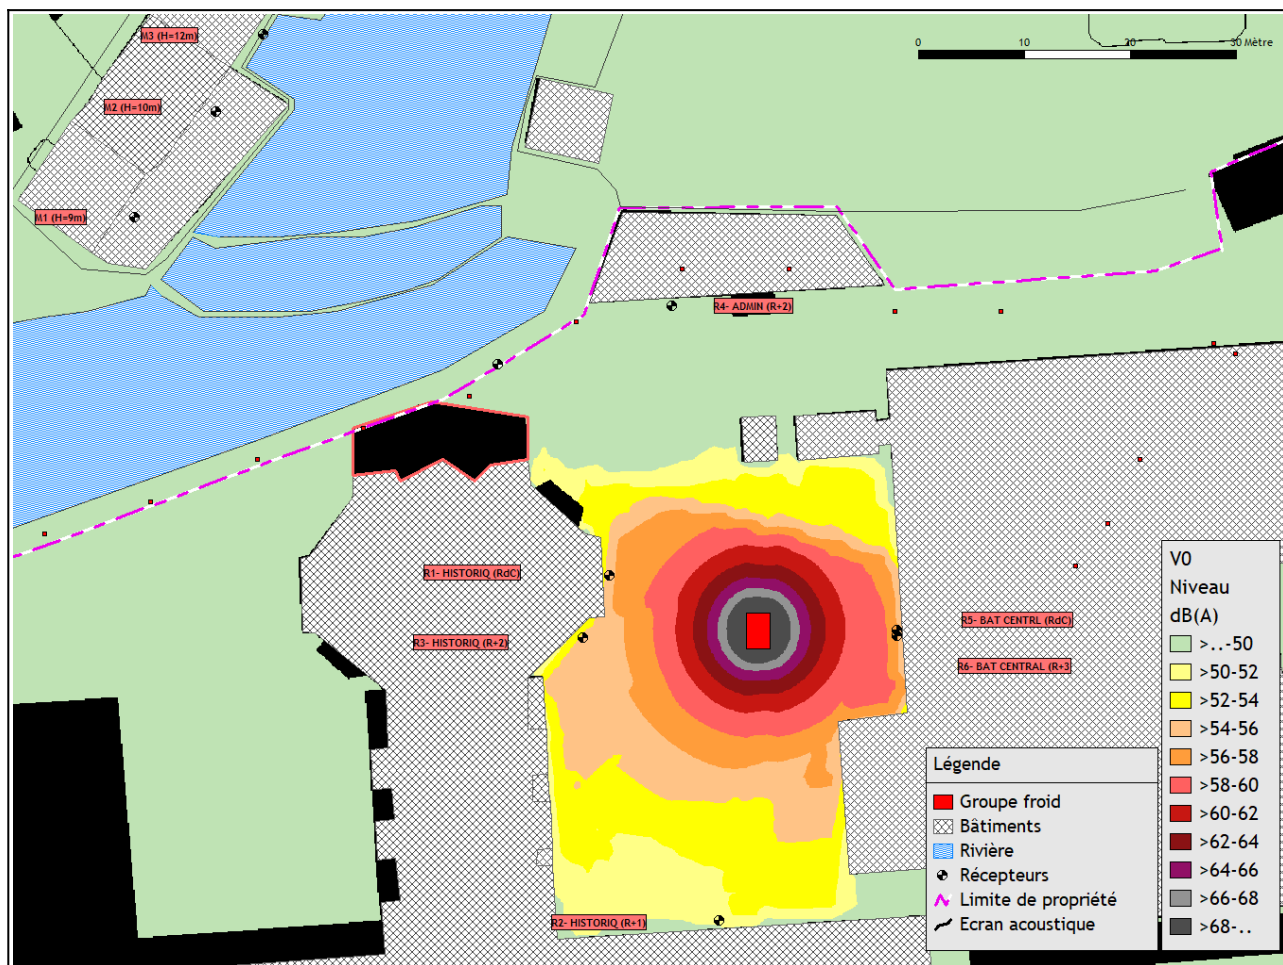 M3 (H=12m)
0 10 20 30 Mètre
M2 (H=10m)
M1 (H=9m)
R4- ADMIN (R+2)
R1- HISTORIQ (RdC)
R3- HISTORIQ (R+2)
R5- BAT CENTRL (RdC)
R6- BAT CENTRAL (R+3
R2- HISTORIQ (R+1)
V0
Niveau
dB(A)
>..-50
>50-52
>52-54
>54-56
>56-58
>58-60
>60-62
>62-64
>64-66
>66-68
>68-..
Légende
Groupe froid
Bâtiments
Rivière
Récepteurs
Limite de propriété
Ecran acoustique